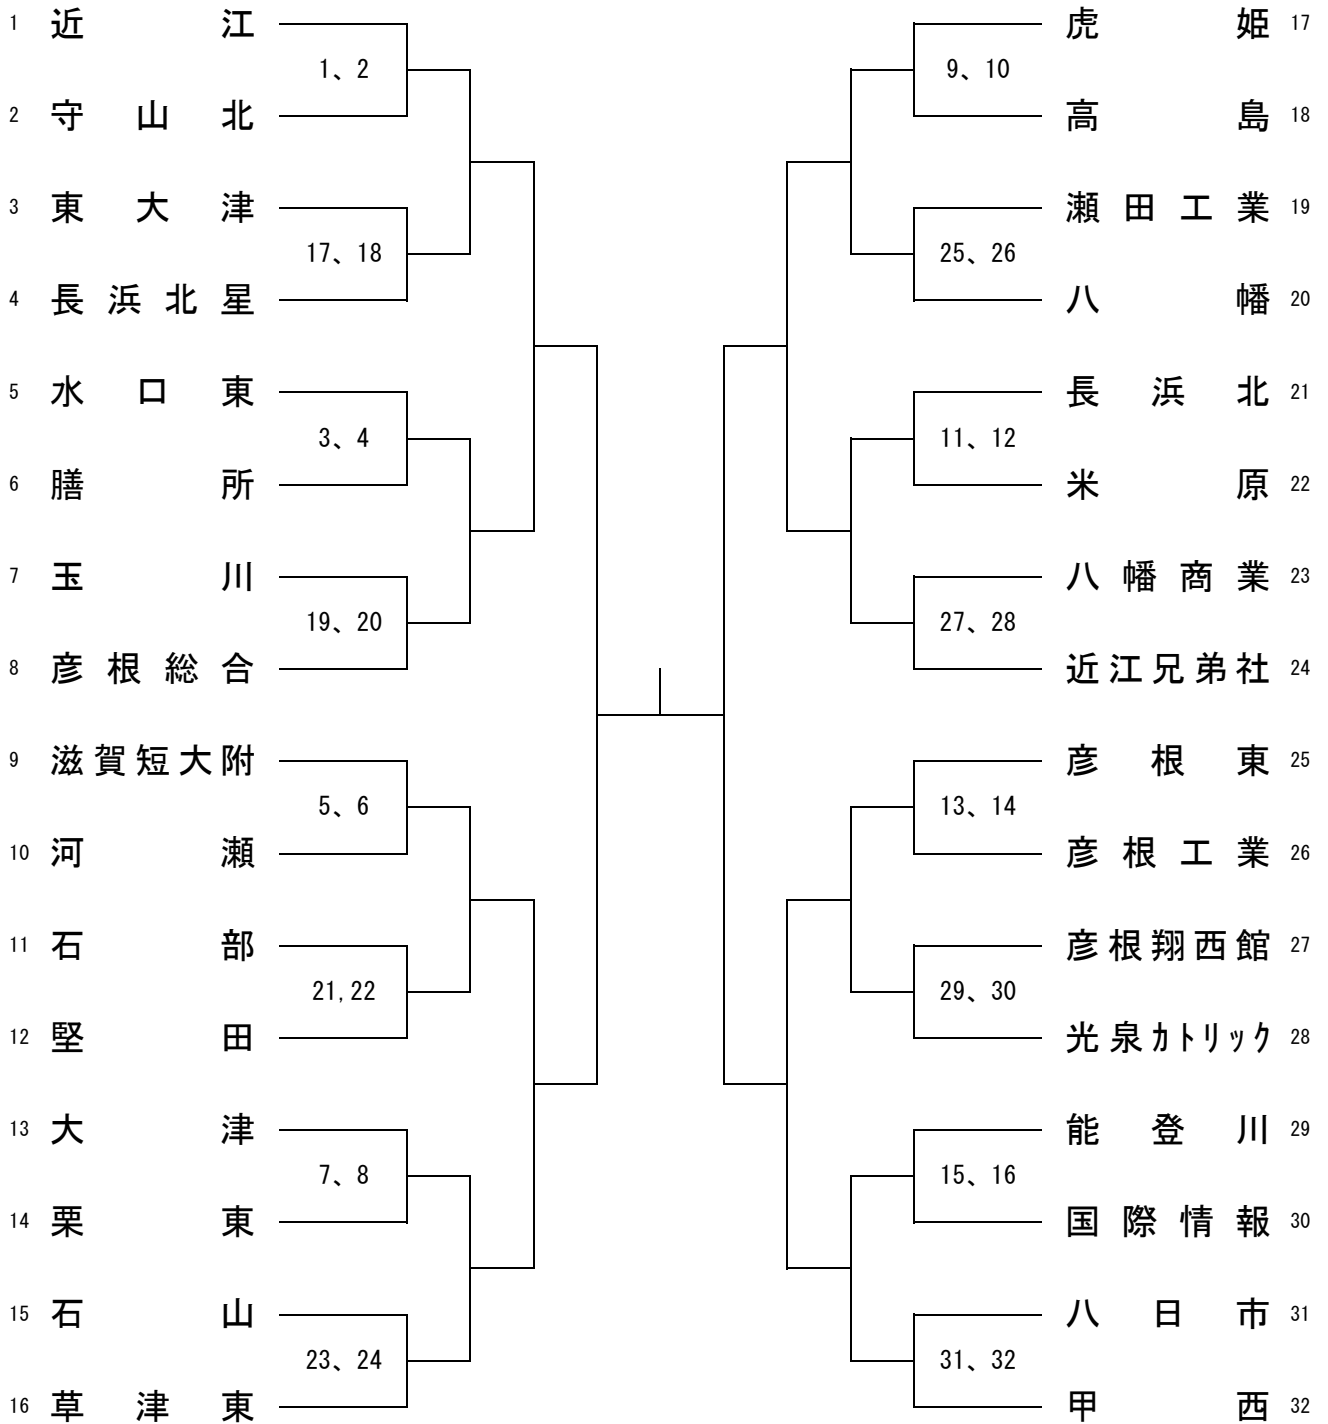 1 近江
1、2
2 守山北
3 東大津
17、18
4 長浜北星
5 水口東
3、4
6 膳所
7 玉川
19、20
8 彦根総合
9 滋賀短大附
5、6
10 河瀬
11 石部
21,22
12 堅田
13 大津
7、8
14 栗東
15 石山
23、24
16 草津東
虎姫 17
9、10
高島 18
瀬田工業 19
25、26
八幡 20
長浜北 21
11、12
米原 22
八幡商業 23
27、28
近江兄弟社 24
彦根東 25
13、14
彦根工業 26
彦根翔西館 27
29、30
光泉ｶﾄﾘｯｸ 28
能登川 29
15、16
国際情報 30
八日市 31
31、32
甲西 32